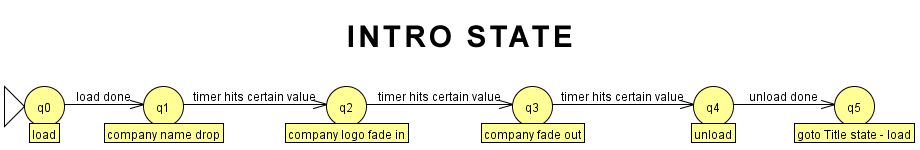 INTRO STATE
load done timer hits certain value timer hits certain value timer hits certain value unload done
q0 q1 q2 q3 q4 q5
load company name drop company logo fade in company fade out unload goto Title state - load